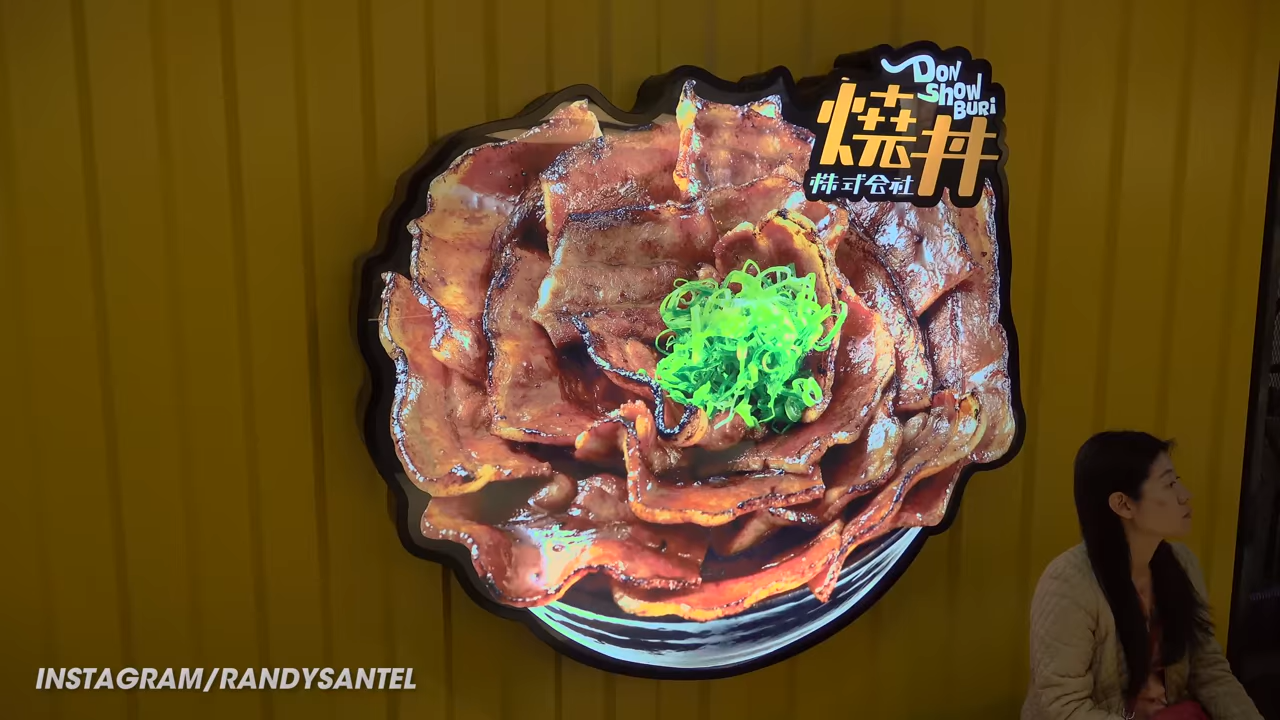 DON
SHOW
BURI
燒丼
株式会社
INSTAGRAM/RANDYSANTEL